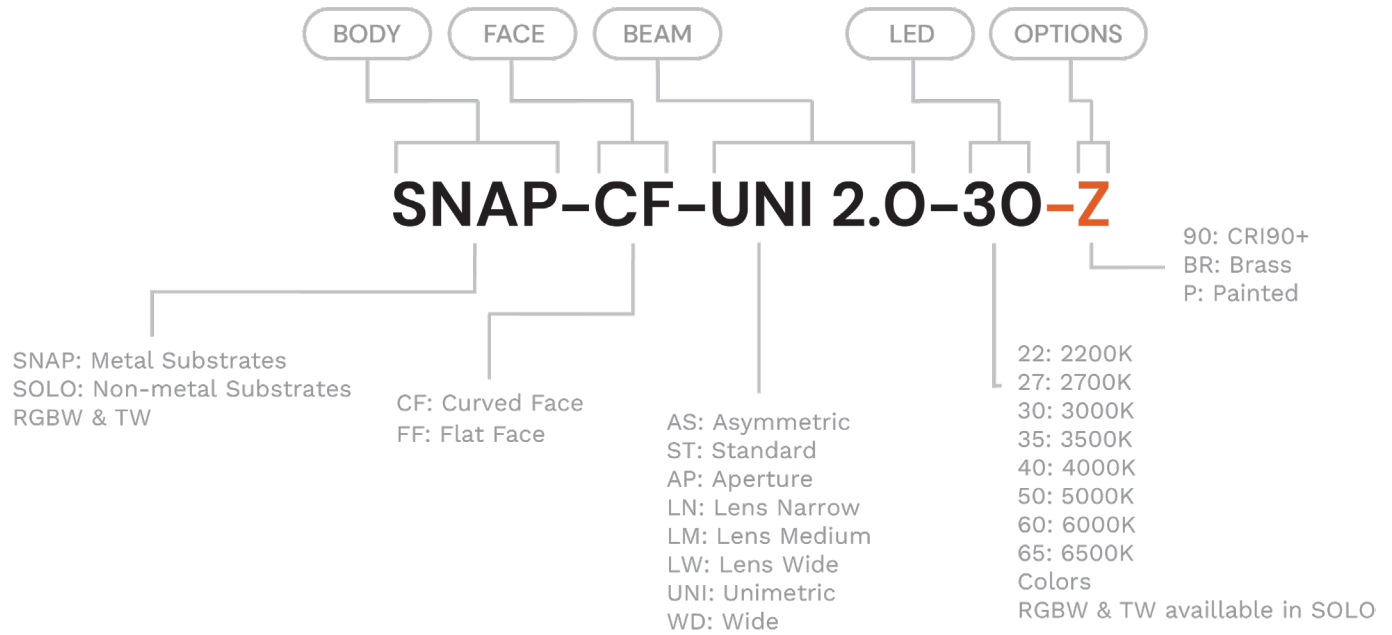 BODY FACE BEAM LED OPTIONS
SNAP-CF-UNI 2.0-30-Z
SNAP: Metal Substrates
SOLO: Non-metal Substrates
RGBW & TW
CF: Curved Face
FF: Flat Face
AS: Asymmetric
ST: Standard
AP: Aperture
LN: Lens Narrow
LM: Lens Medium
LW: Lens Wide
UNI: Unimetric
WD: Wide
22: 2200K
27: 2700K
30: 3000K
35: 3500K
40: 4000K
50: 5000K
60: 6000K
65: 6500K
Colors
RGBW & TW availlable in SOLO
90: CRI90+
BR: Brass
P: Painted